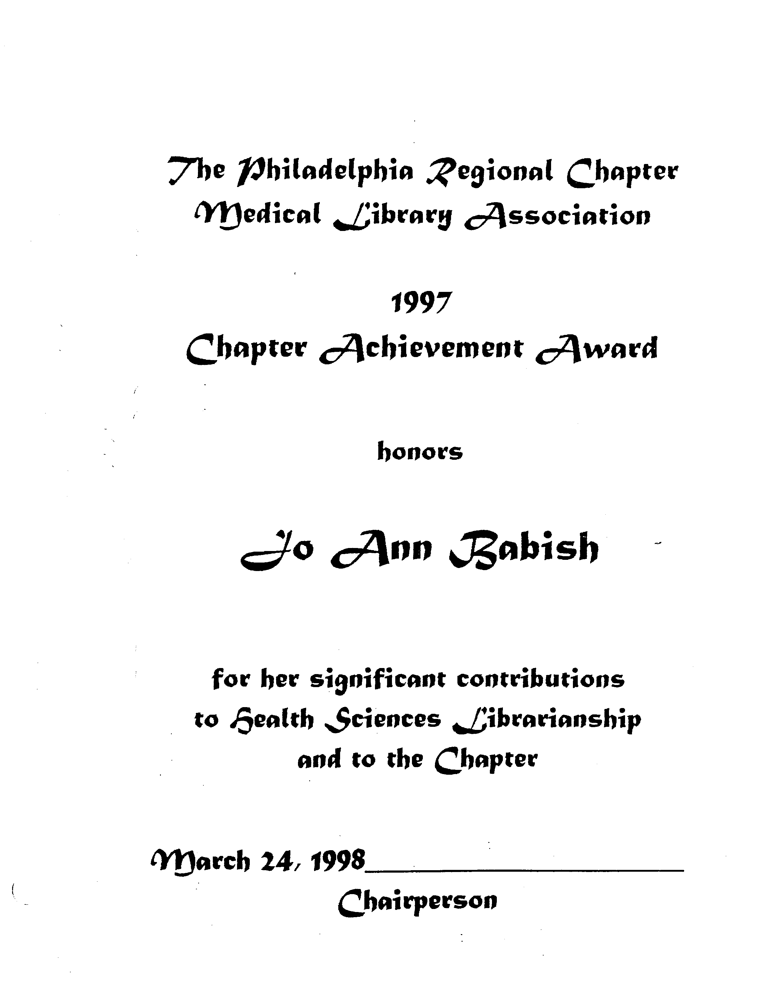 The Philadelphia Regional Chapter
Medical Library Association
1997
Chapter Achievement Award
honors
Jo Ann Babish
for her significant contributions
to Health Sciences Librarianship
and to the Chapter
March 24, 1998
Chairperson